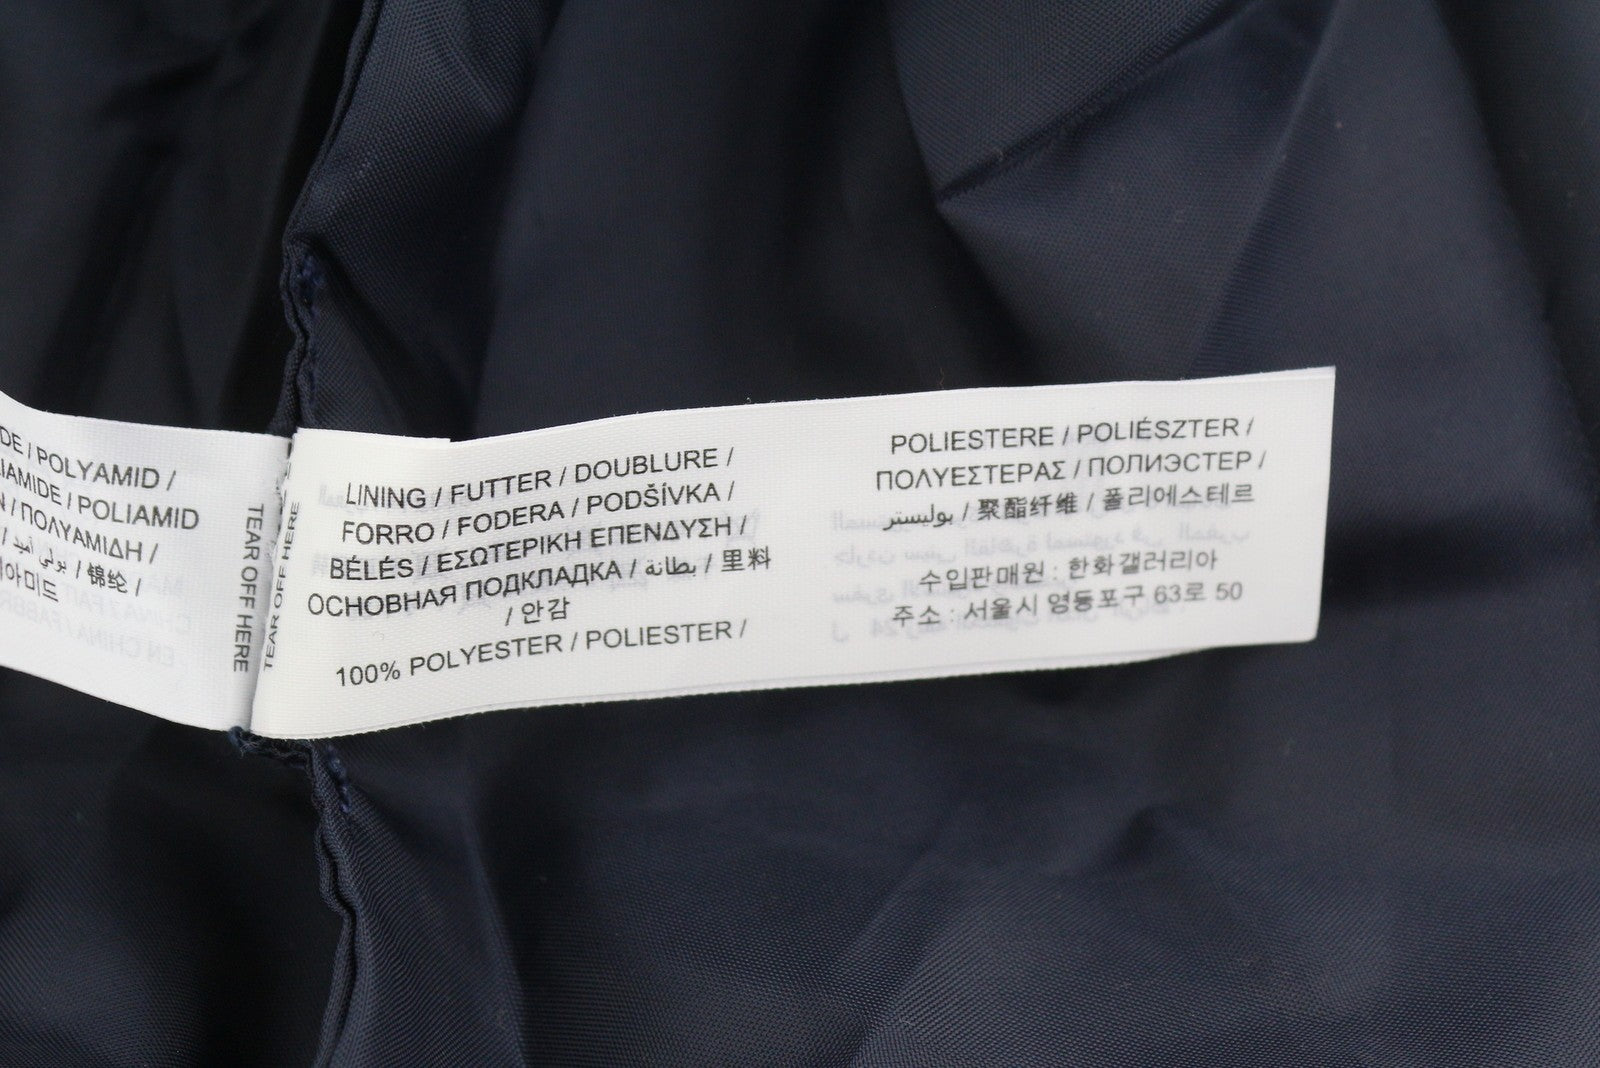 DE / POLYAMID /
IAMIDE / POLIAMID
N / ΠΟΛΥΑΜΙΔΗ /
/ 锦纶 /
아미드
TEAR OFF HERE
TEAR OFF HERE
LINING / FUTTER / DOUBLURE /
FORRO / FODERA / PODŠÍVKA /
BÉLÉS / ΕΣΩΤΕΡΙΚΗ ΕΠΕΝΔΥΣΗ /
ОСНОВНАЯ ПОДКЛАДКА / بطانة / 里料
/ 안감
100% POLYESTER / POLIESTER /
POLIESTERE / POLIÉSZTER /
ΠΟΛΥΕΣΤΕΡΑΣ / ПОЛИЭСТЕР /
بوليستر / 聚酯纤维 / 폴리에스테르
수입판매원 : 한화갤러리아
주소 : 서울시 영등포구 63로 50